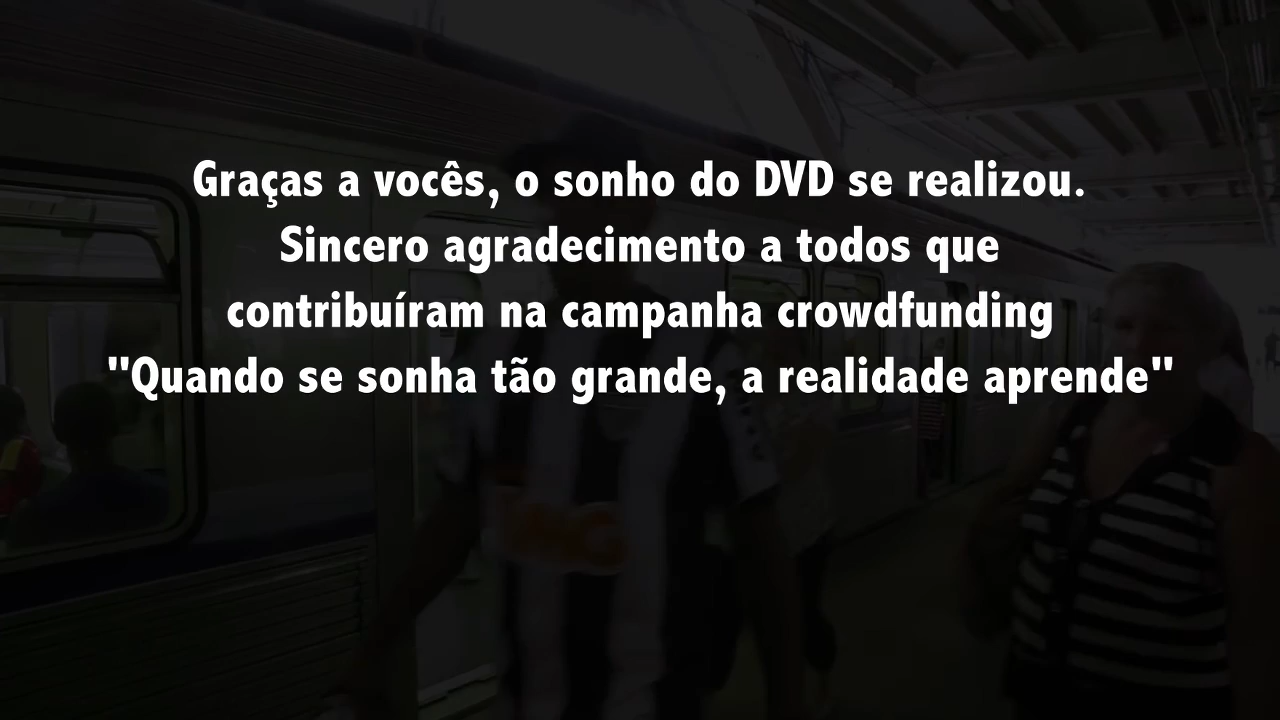 Graças a vocês, o sonho do DVD se realizou.
Sincero agradecimento a todos que
contribuíram na campanha crowdfunding
"Quando se sonha tão grande, a realidade aprende"